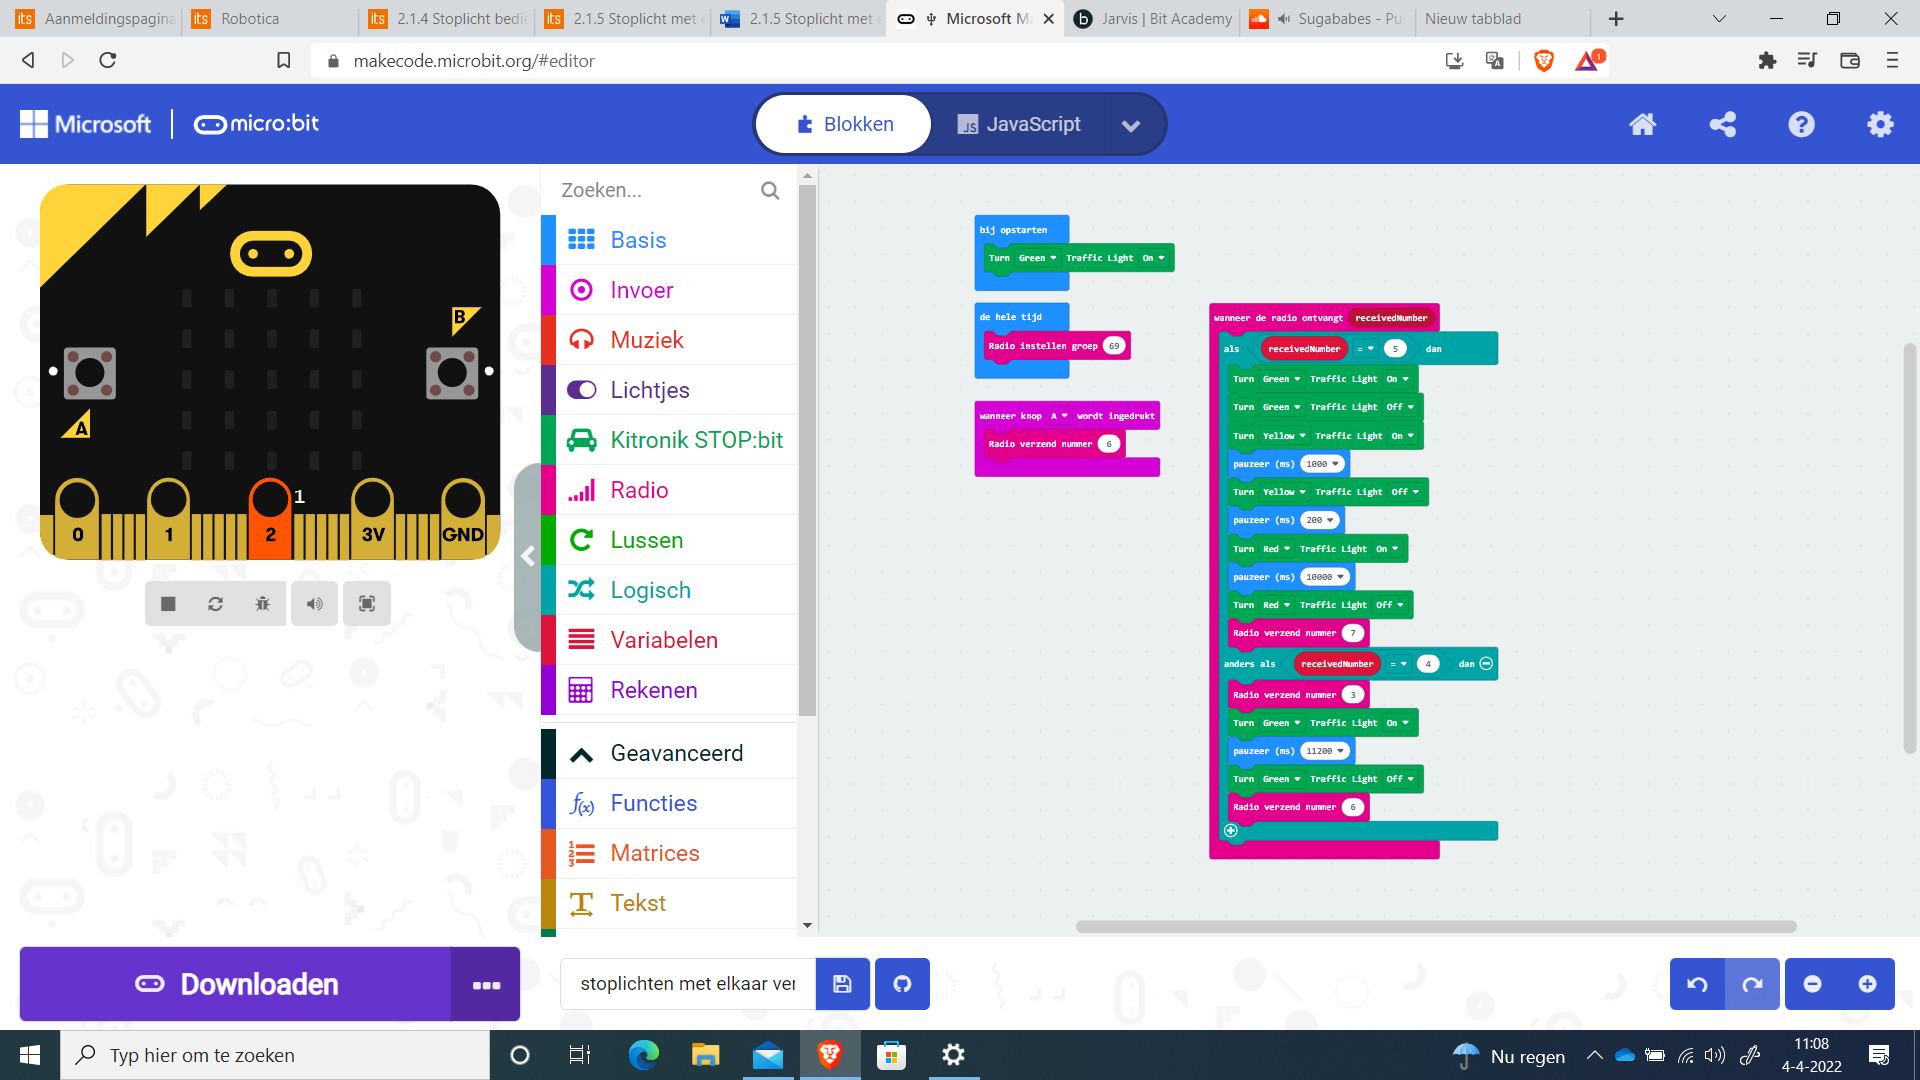 Aanmeldingspagina
Robotica
2.1.4 Stoplicht bedie
2.1.5 Stoplicht met e
2.1.5 Stoplicht met e
Microsoft Ma
Jarvis | Bit Academy
Sugababes - Pus
Nieuw tabblad
makecode.microbit.org/#editor
1
Microsoft
micro:bit
Blokken
JS JavaScript
Zoeken...
Basis
Invoer
Muziek
Lichtjes
Kitronik STOP:bit
Radio
Lussen
Logisch
Variabelen
Rekenen
Geavanceerd
f(x) Functies
Matrices
Tekst
B
A
1
0 1 2 3V GND
bij opstarten
Turn Green Traffic Light On
de hele tijd
Radio instellen groep 69
wanneer knop A wordt ingedrukt
Radio verzend nummer 6
wanneer de radio ontvangt receivedNumber
als receivedNumber = 5 dan
Turn Green Traffic Light On
Turn Green Traffic Light Off
Turn Yellow Traffic Light On
pauzeer (ms) 1000
Turn Yellow Traffic Light Off
pauzeer (ms) 200
Turn Red Traffic Light On
pauzeer (ms) 10000
Turn Red Traffic Light Off
Radio verzend nummer 7
anders als receivedNumber = 4 dan
Radio verzend nummer 3
Turn Green Traffic Light On
pauzeer (ms) 11200
Turn Green Traffic Light Off
Radio verzend nummer 6
Downloaden
stoplichten met elkaar ver
Typ hier om te zoeken
Nu regen
11:08
4-4-2022